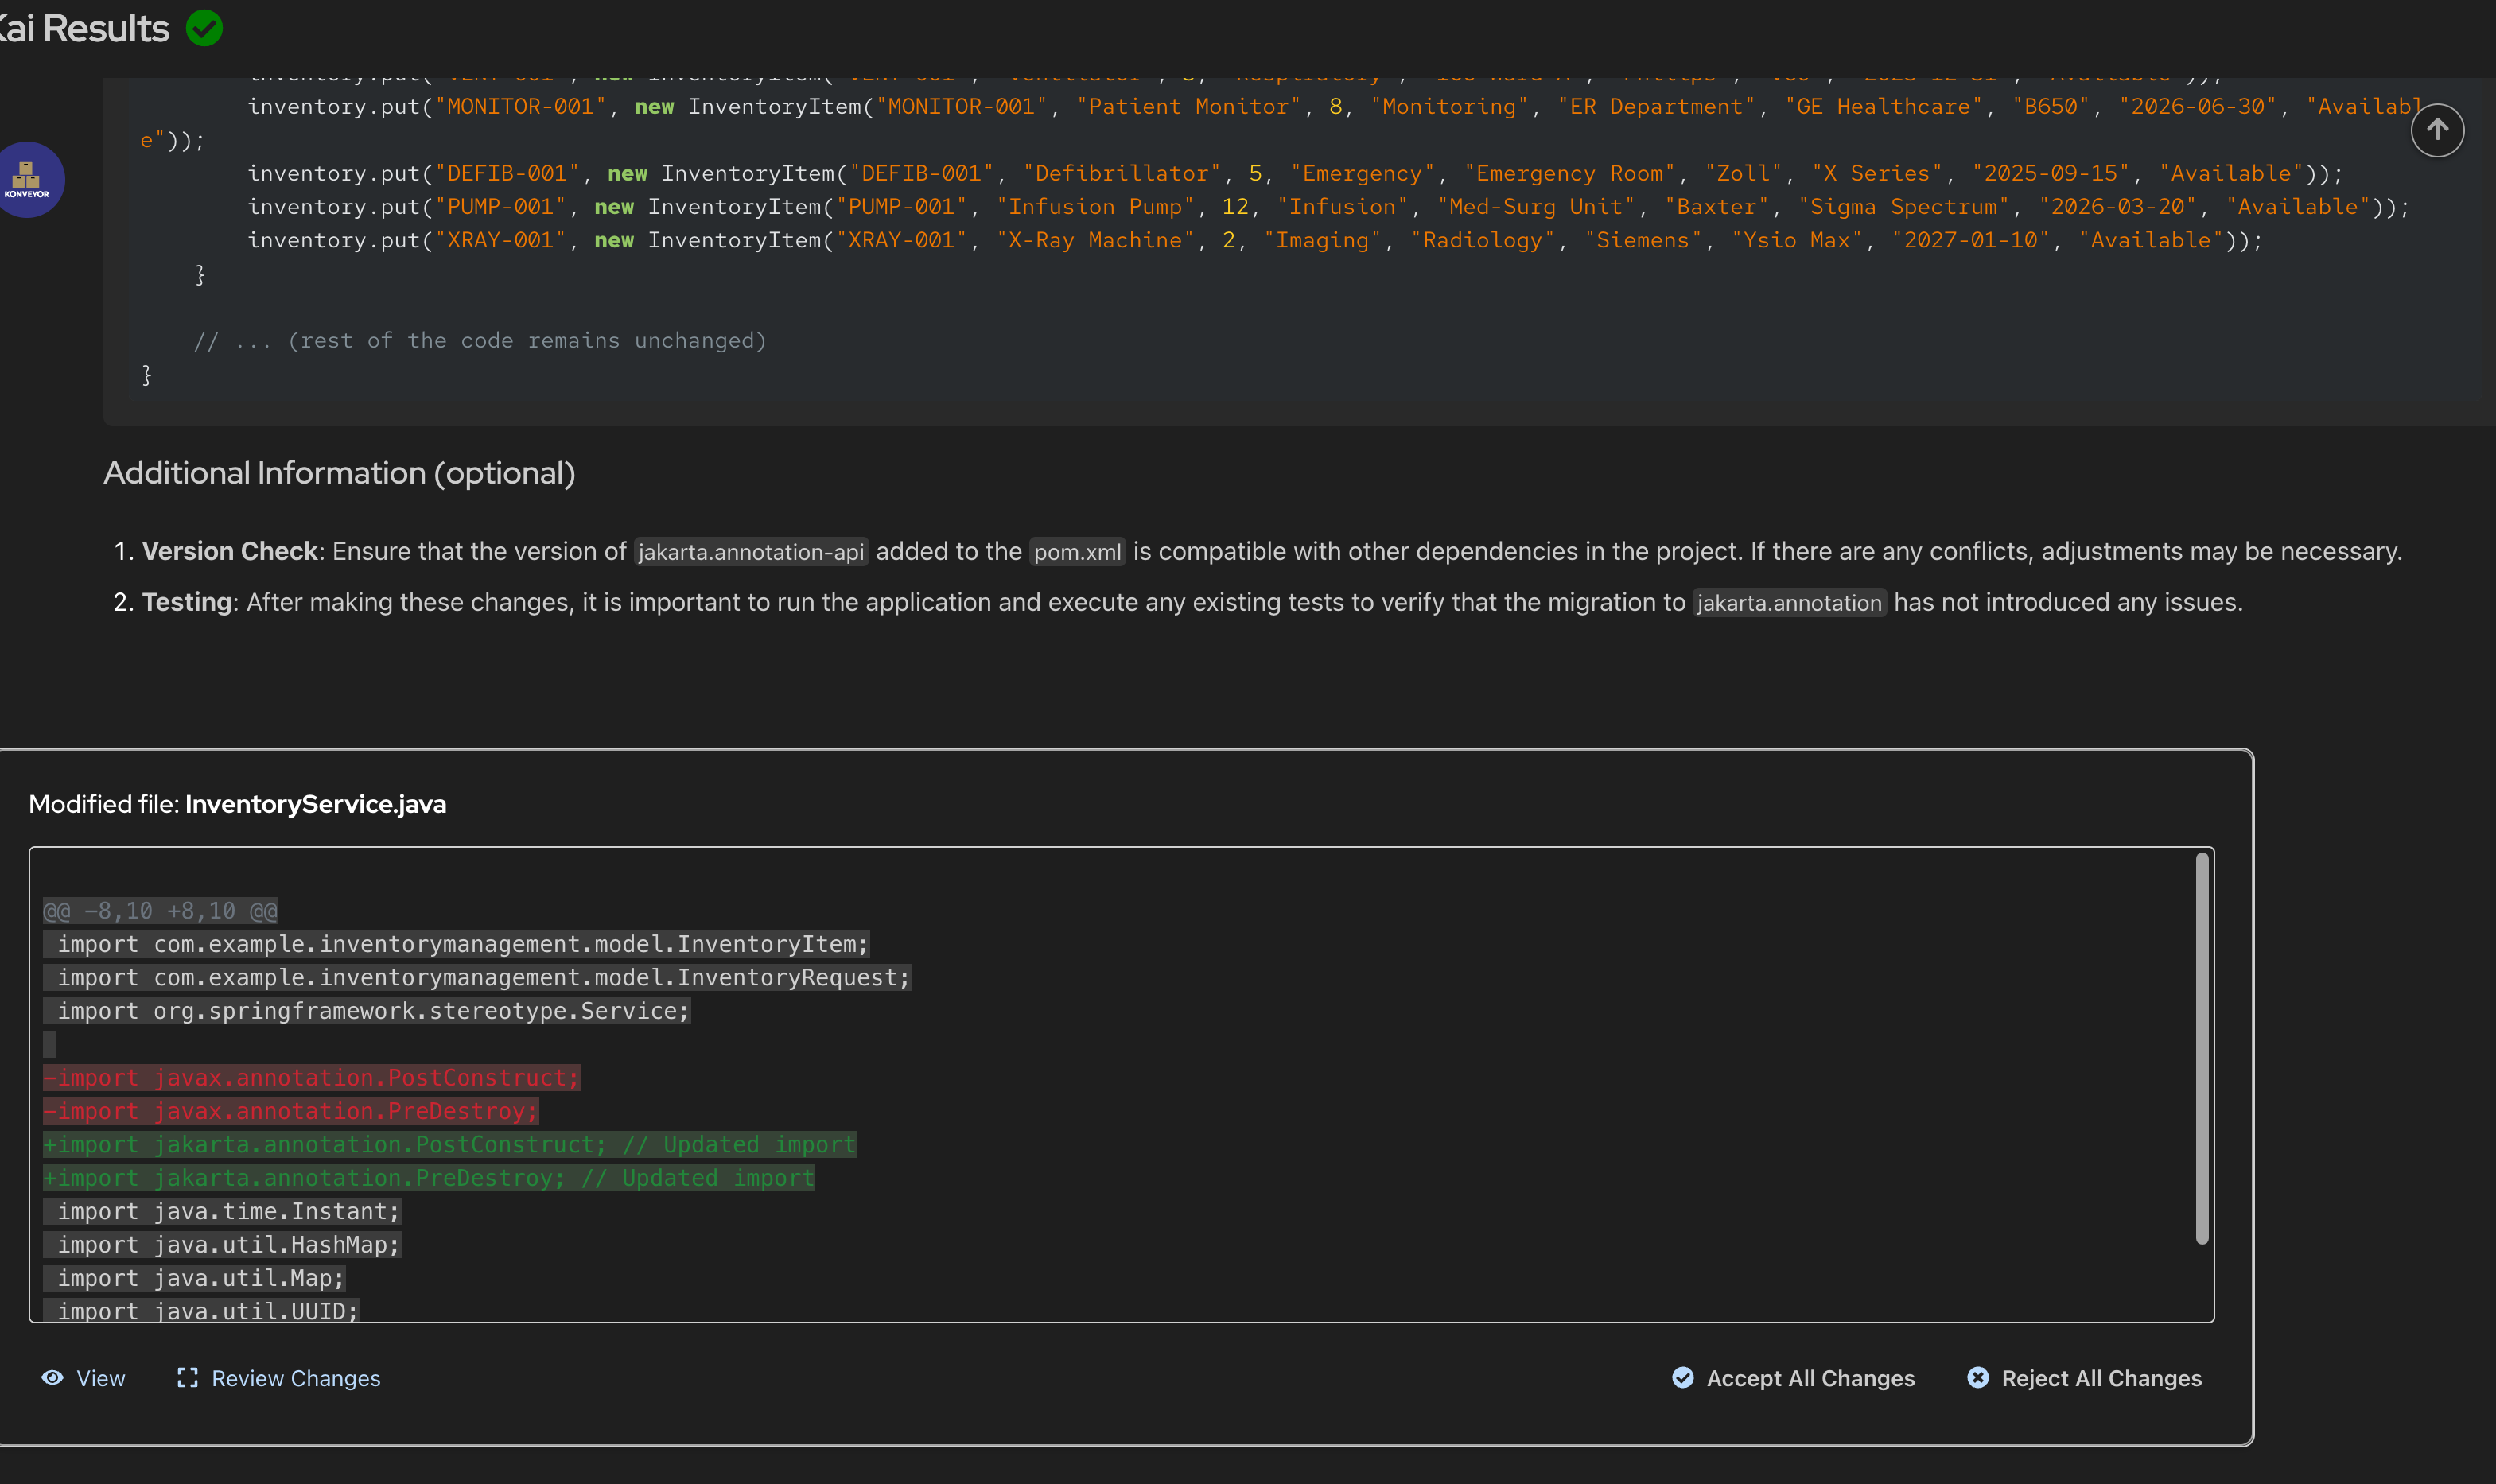 Kai Results
inventory.put("VENT-001", new InventoryItem("VENT-001", "Ventilator", "Respiratory", "Available"));
inventory.put("MONITOR-001", new InventoryItem("MONITOR-001", "Patient Monitor", 8, "Monitoring", "ER Department", "GE Healthcare", "B650", "2026-06-30", "Availabl
e"));
KONVEYOR
inventory.put("DEFIB-001", new InventoryItem("DEFIB-001", "Defibrillator", 5, "Emergency", "Emergency Room", "Zoll", "X Series", "2025-09-15", "Available"));
inventory.put("PUMP-001", new InventoryItem("PUMP-001", "Infusion Pump", 12, "Infusion", "Med-Surg Unit", "Baxter", "Sigma Spectrum", "2026-03-20", "Available"));
inventory.put("XRAY-001", new InventoryItem("XRAY-001", "X-Ray Machine", 2, "Imaging", "Radiology", "Siemens", "Ysio Max", "2027-01-10", "Available"));
}
// ... (rest of the code remains unchanged)
}
Additional Information (optional)
1. Version Check: Ensure that the version of jakarta.annotation-api added to the pom.xml is compatible with other dependencies in the project. If there are any conflicts, adjustments may be necessary.
2. Testing: After making these changes, it is important to run the application and execute any existing tests to verify that the migration to jakarta.annotation has not introduced any issues.
Modified file: InventoryService.java
@@ -8,10 +8,10 @@
import com.example.inventorymanagement.model.InventoryItem;
import com.example.inventorymanagement.model.InventoryRequest;
import org.springframework.stereotype.Service;
-import javax.annotation.PostConstruct;
-import javax.annotation.PreDestroy;
+import jakarta.annotation.PostConstruct; // Updated import
+import jakarta.annotation.PreDestroy; // Updated import
import java.time.Instant;
import java.util.HashMap;
import java.util.Map;
import java.util.UUID;
View
Review Changes
Accept All Changes
Reject All Changes